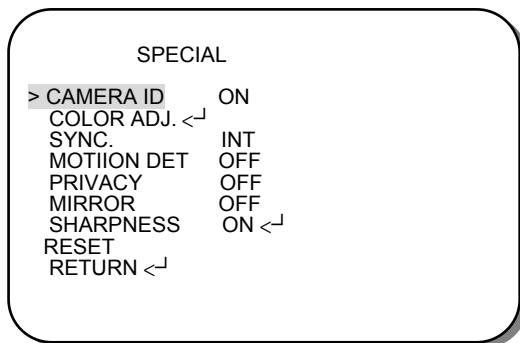 SPECIAL
> CAMERA ID ON
COLOR ADJ. <┘
SYNC. INT
MOTIION DET OFF
PRIVACY OFF
MIRROR OFF
SHARPNESS ON <┘
RESET
RETURN <┘